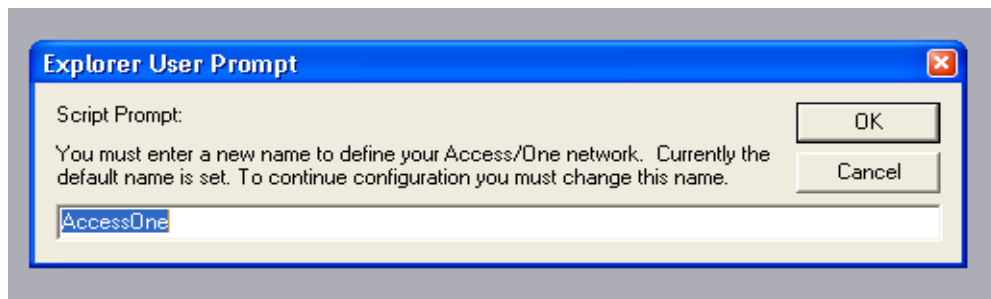 Explorer User Prompt
Script Prompt:
OK
You must enter a new name to define your Access/One network.  Currently the
default name is set. To continue configuration you must change this name.
Cancel
AccessOne